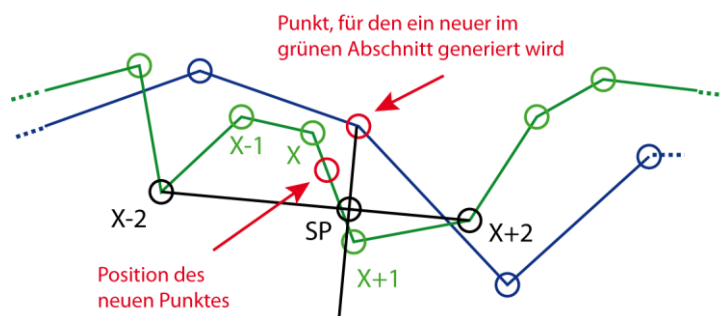 Punkt, für den ein neuer im
grünen Abschnitt generiert wird
X-1
X
X-2
SP
X+2
X+1
Position des
neuen Punktes